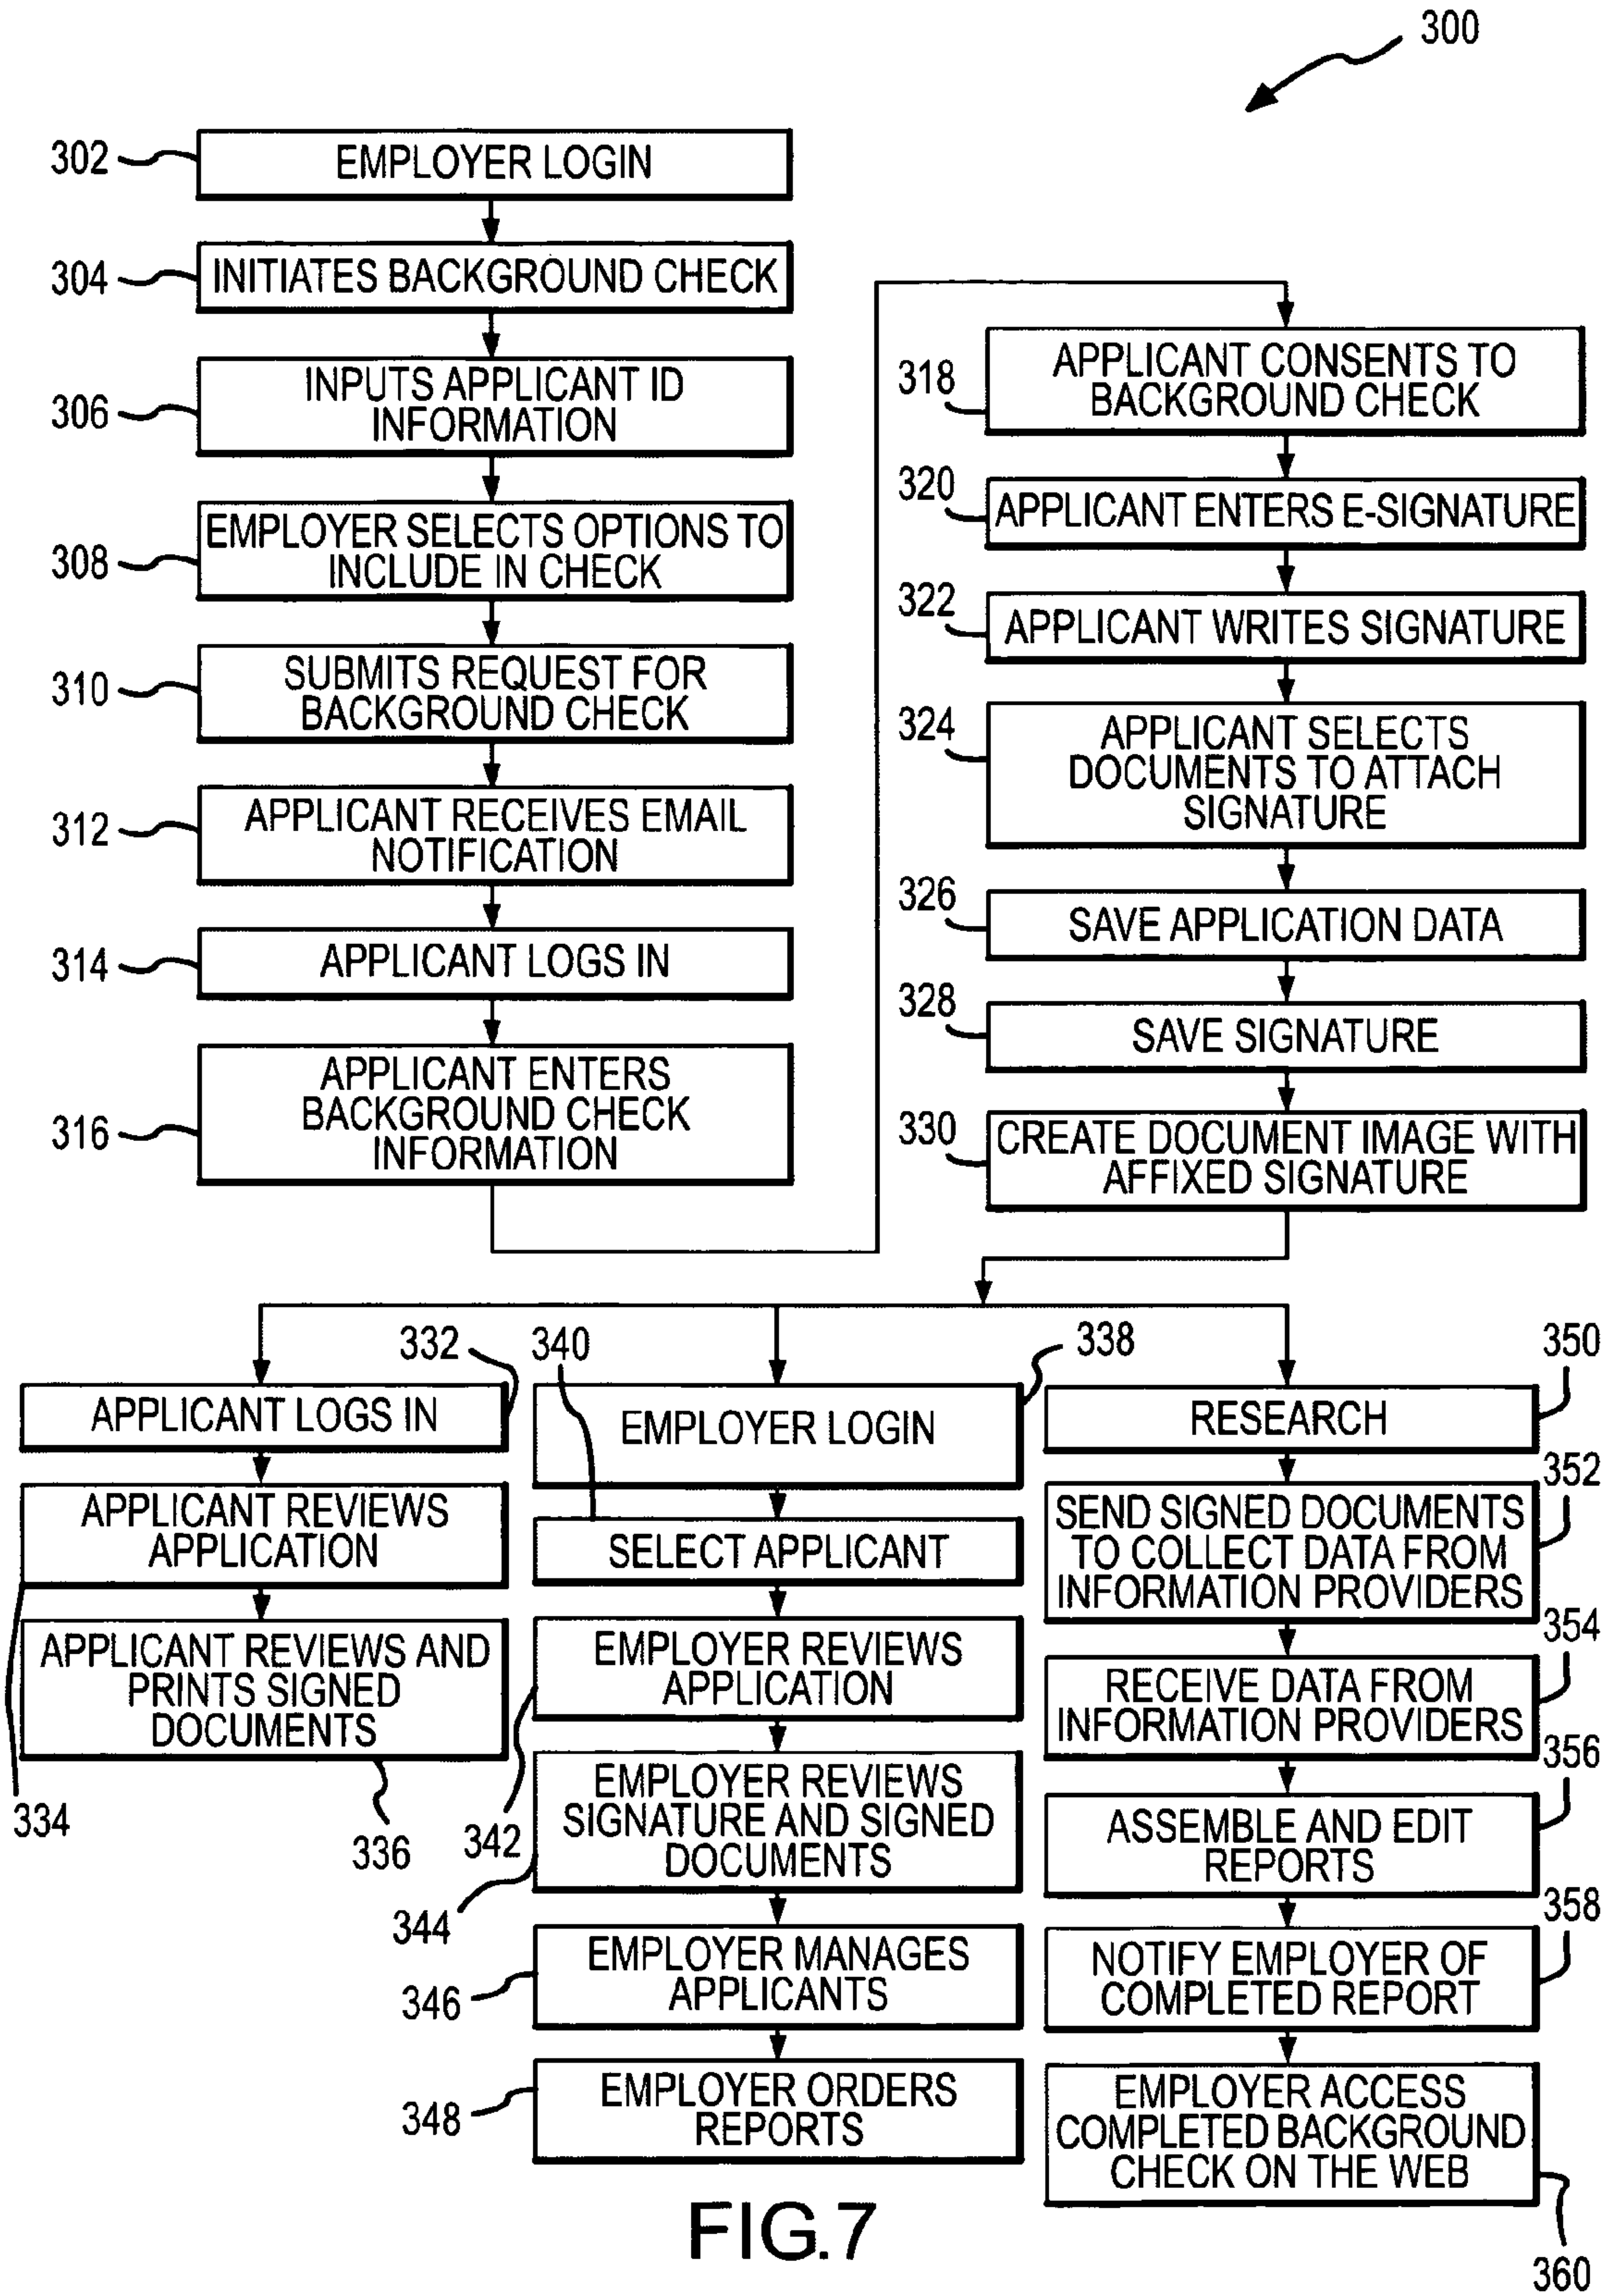 300
302
EMPLOYER LOGIN
304
INITIATES BACKGROUND CHECK
306
INPUTS APPLICANT ID
INFORMATION
308
EMPLOYER SELECTS OPTIONS TO
INCLUDE IN CHECK
310
SUBMITS REQUEST FOR
BACKGROUND CHECK
312
APPLICANT RECEIVES EMAIL
NOTIFICATION
314
APPLICANT LOGS IN
316
APPLICANT ENTERS
BACKGROUND CHECK
INFORMATION
318
APPLICANT CONSENTS TO
BACKGROUND CHECK
320
APPLICANT ENTERS E-SIGNATURE
322
APPLICANT WRITES SIGNATURE
324
APPLICANT SELECTS
DOCUMENTS TO ATTACH
SIGNATURE
326
SAVE APPLICATION DATA
328
SAVE SIGNATURE
330
CREATE DOCUMENT IMAGE WITH
AFFIXED SIGNATURE
332
APPLICANT LOGS IN
APPLICANT REVIEWS
APPLICATION
334
APPLICANT REVIEWS AND
PRINTS SIGNED
DOCUMENTS
336
338
EMPLOYER LOGIN
340
SELECT APPLICANT
EMPLOYER REVIEWS
APPLICATION
342
EMPLOYER REVIEWS
SIGNATURE AND SIGNED
DOCUMENTS
344
EMPLOYER MANAGES
APPLICANTS
346
EMPLOYER ORDERS
REPORTS
348
350
RESEARCH
352
SEND SIGNED DOCUMENTS
TO COLLECT DATA FROM
INFORMATION PROVIDERS
354
RECEIVE DATA FROM
INFORMATION PROVIDERS
356
ASSEMBLE AND EDIT
REPORTS
358
NOTIFY EMPLOYER OF
COMPLETED REPORT
EMPLOYER ACCESS
COMPLETED BACKGROUND
CHECK ON THE WEB
360
FIG.7